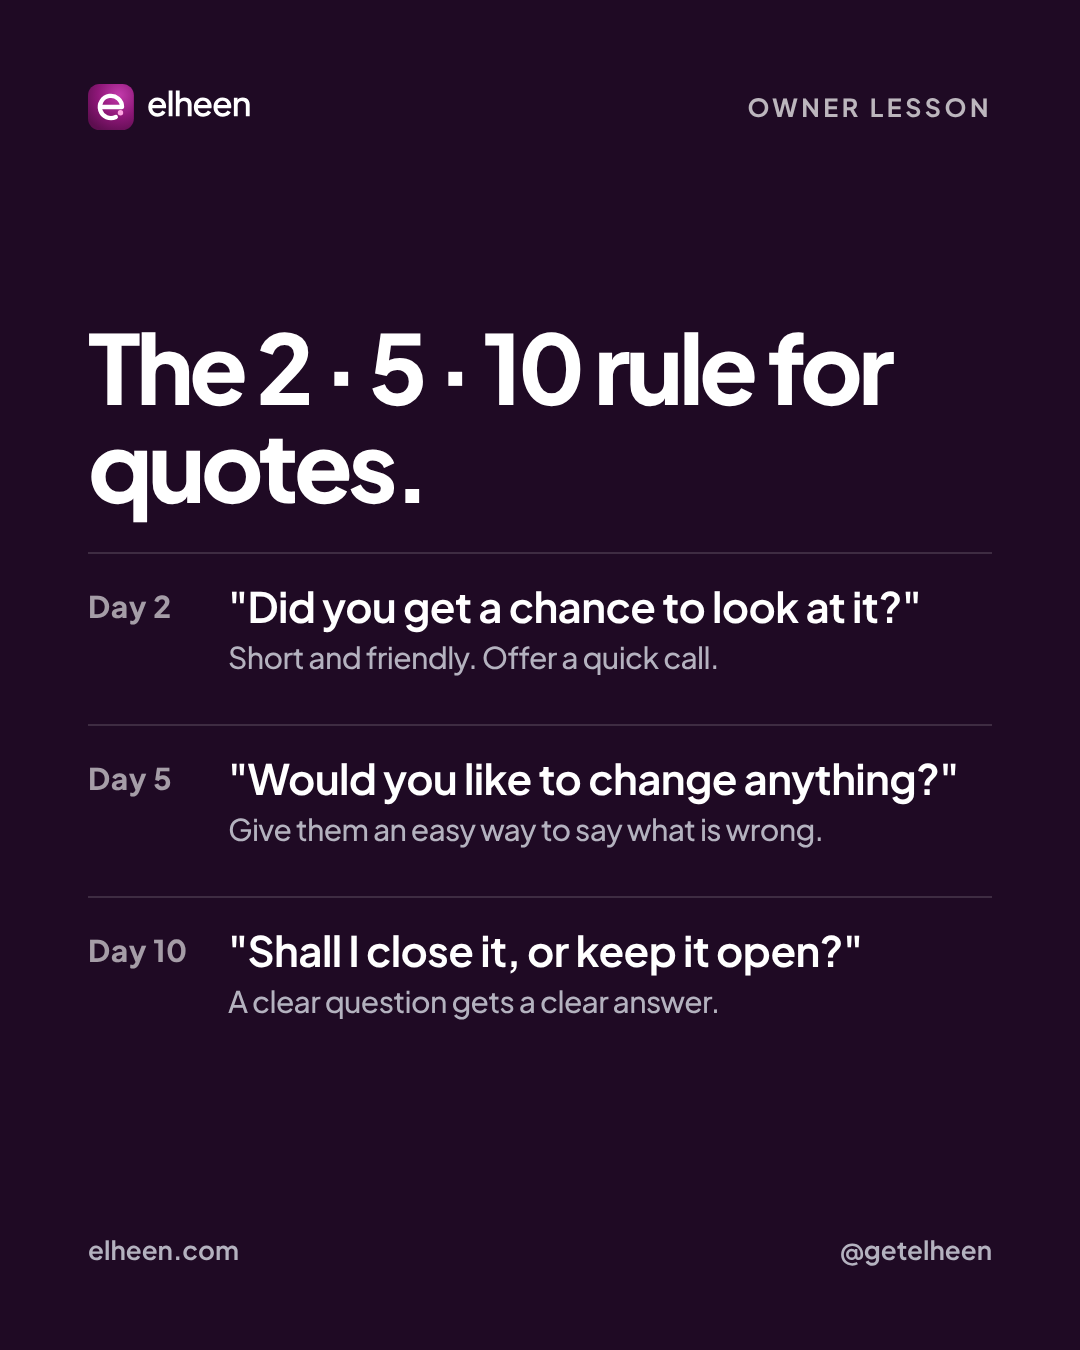 elheen
OWNER LESSON
The 2 · 5 · 10 rule for
quotes.
Day 2
"Did you get a chance to look at it?"
Short and friendly. Offer a quick call.
Day 5
"Would you like to change anything?"
Give them an easy way to say what is wrong.
Day 10
"Shall I close it, or keep it open?"
A clear question gets a clear answer.
elheen.com
@getelheen